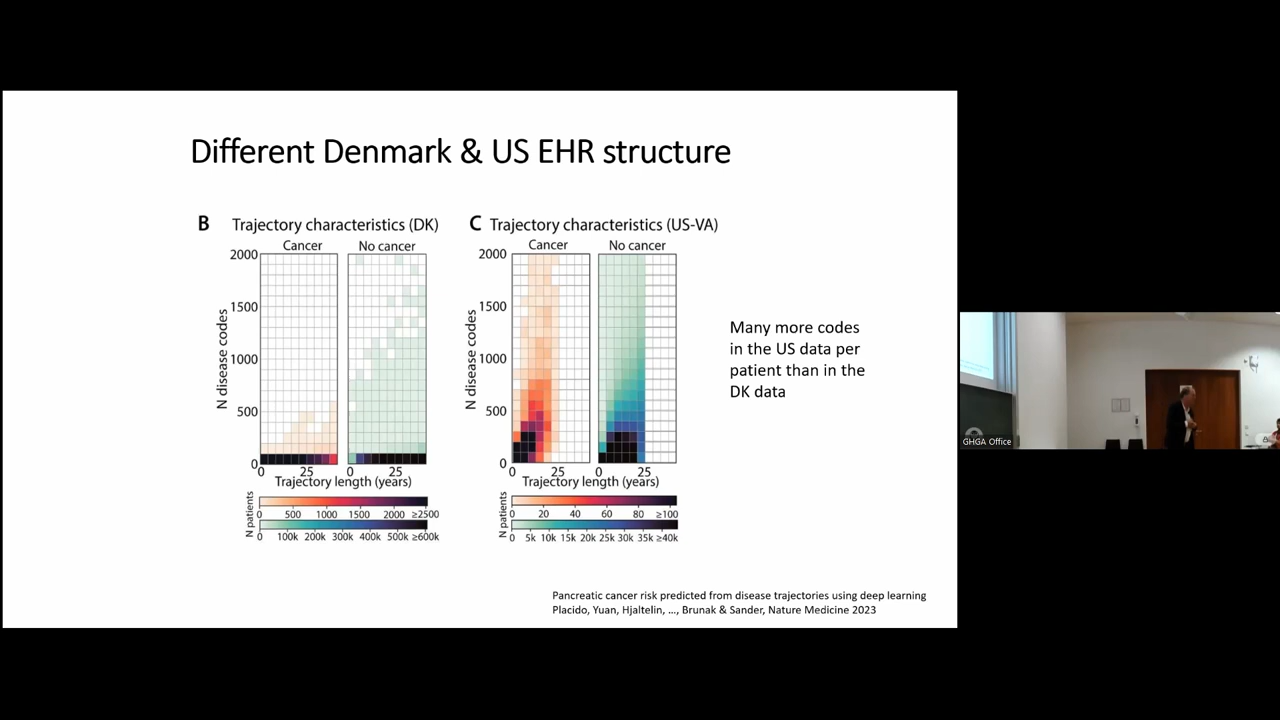 Different Denmark & US EHR structure
B Trajectory characteristics (DK)
Cancer No cancer
N disease codes
2000
1500
1000
500
0
0 25 0 25
Trajectory length (years)
N patients
0 500 1000 1500 2000 ≥2500
0 100k 200k 300k 400k 500k ≥600k
C Trajectory characteristics (US-VA)
Cancer No cancer
N disease codes
2000
1500
1000
500
0
0 25 0 25
Trajectory length (years)
N patients
0 20 40 60 80 ≥100
0 5k 10k 15k 20k 25k 30k 35k ≥40k
Many more codes
in the US data per
patient than in the
DK data
Pancreatic cancer risk predicted from disease trajectories using deep learning
Placido, Yuan, Hjaltelin, …, Brunak & Sander, Nature Medicine 2023
GHGA Office